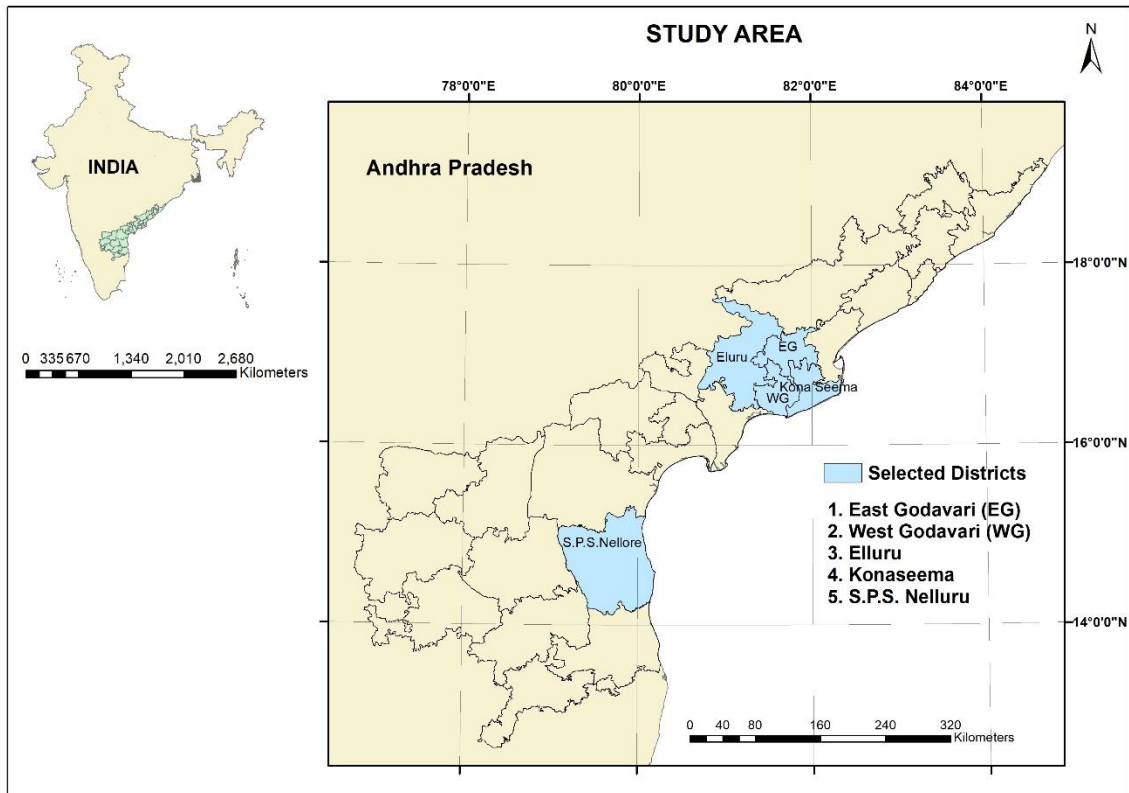 STUDY AREA
N
78°0'0"E 80°0'0"E 82°0'0"E 84°0'0"E
INDIA
Andhra Pradesh
18°0'0"N
EG
Eluru
Kona Seema
WG
0 335 670 1,340 2,010 2,680
Kilometers
16°0'0"N
Selected Districts
1. East Godavari (EG)
2. West Godavari (WG)
3. Elluru
4. Konaseema
5. S.P.S. Nelluru
S.P.S.Nellore
14°0'0"N
0 40 80 160 240 320
Kilometers